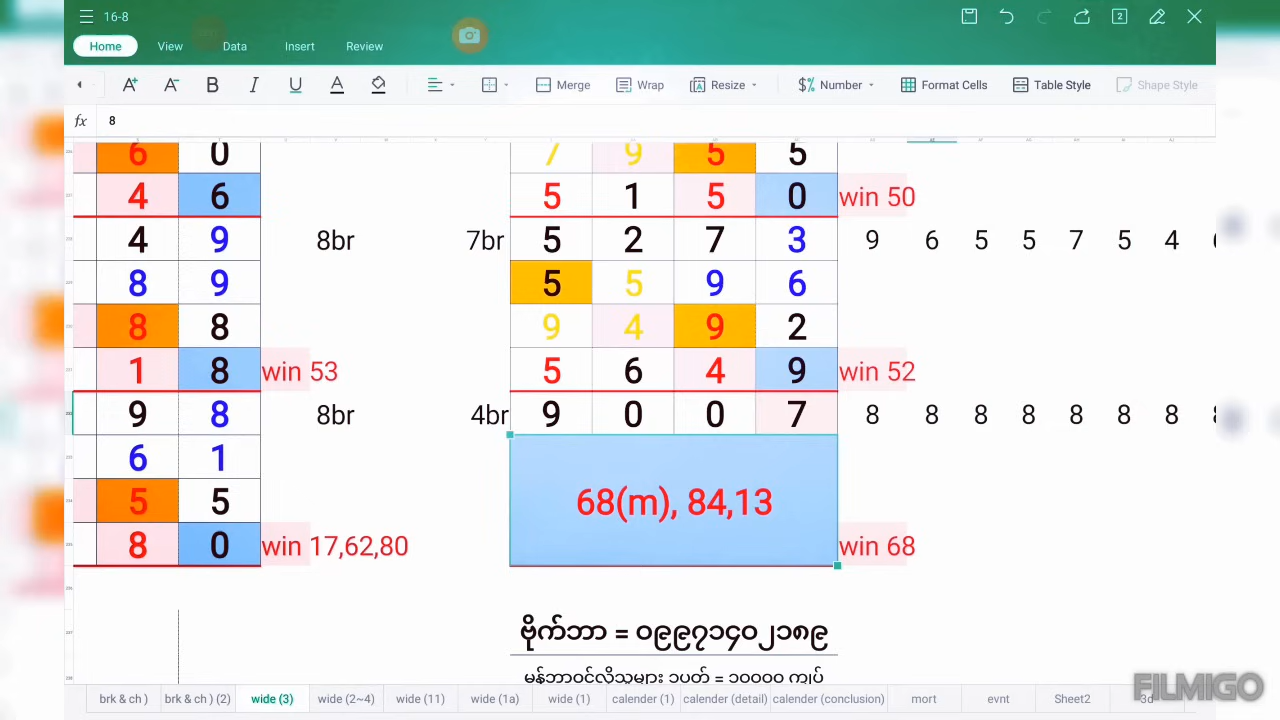 16-8
Home View Data Insert Review
A+ A- B I U A Merge Wrap Resize Number Format Cells Table Style Shape Style
fx 8
6 0 7 9 5 5
4 6 5 1 5 0 win 50
4 9 8br 7br 5 2 7 3 9 6 5 5 7 5 4
8 9 5 5 9 6
8 8 9 4 9 2
1 8 win 53 5 6 4 9 win 52
9 8 8br 4br 9 0 0 7 8 8 8 8 8 8 8 8
6 1
5 5 68(m), 84,13
8 0 win 17,62,80 win 68
ဗိုက်ဘာ = ၀၉၉၇၁၄၀၂၁၈၉
မန်ဘာဝင်လိုသူများ ၁ပတ် = ၁၀၀၀၀ ကျပ်
brk & ch ) brk & ch ) (2) wide (3) wide (2~4) wide (11) wide (1a) wide (1) calender (1) calender (detail) calender (conclusion) mort evnt Sheet2 3d
FILMIGO